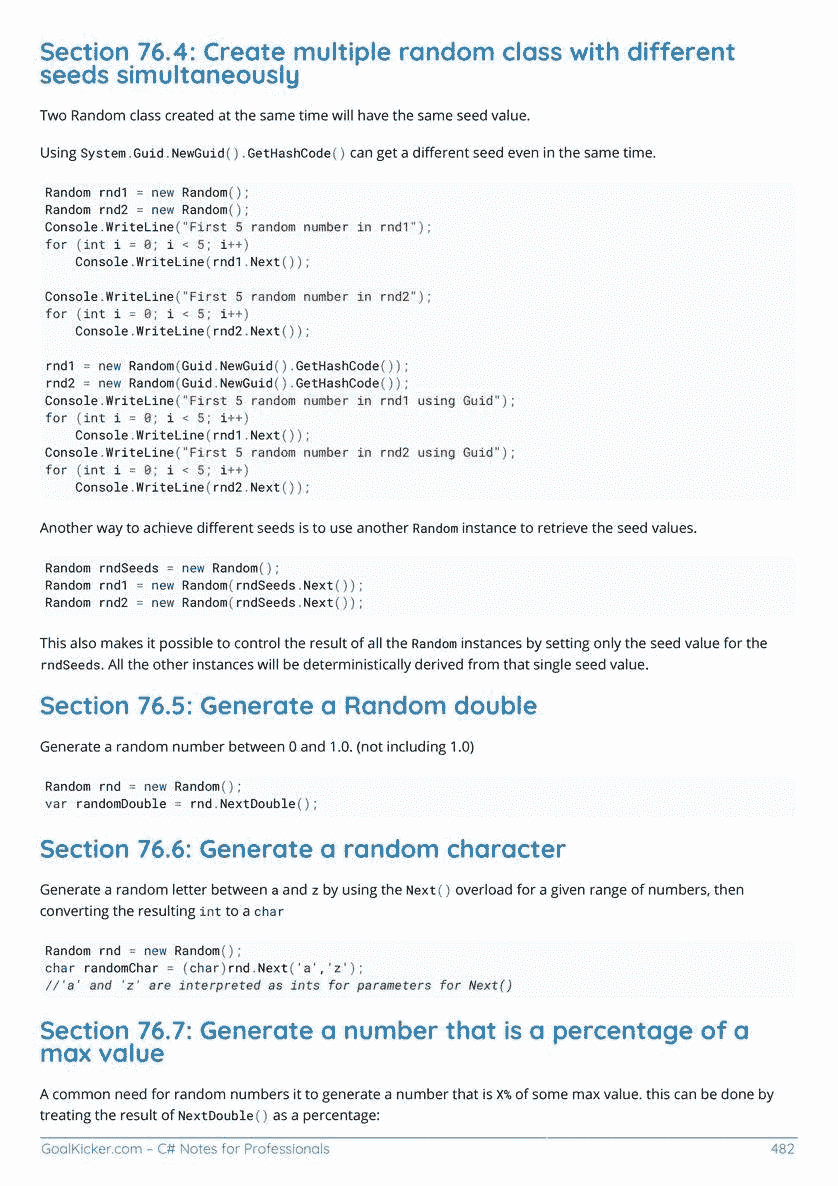 Section 76.4: Create multiple random class with different
seeds simultaneously
Two Random class created at the same time will have the same seed value.
Using System.Guid.NewGuid().GetHashCode() can get a different seed even in the same time.
Random rnd1 = new Random();
Random rnd2 = new Random();
Console.WriteLine("First 5 random number in rnd1");
for (int i = 0; i < 5; i++)
    Console.WriteLine(rnd1.Next());

Console.WriteLine("First 5 random number in rnd2");
for (int i = 0; i < 5; i++)
    Console.WriteLine(rnd2.Next());

rnd1 = new Random(Guid.NewGuid().GetHashCode());
rnd2 = new Random(Guid.NewGuid().GetHashCode());
Console.WriteLine("First 5 random number in rnd1 using Guid");
for (int i = 0; i < 5; i++)
    Console.WriteLine(rnd1.Next());
Console.WriteLine("First 5 random number in rnd2 using Guid");
for (int i = 0; i < 5; i++)
    Console.WriteLine(rnd2.Next());
Another way to achieve different seeds is to use another Random instance to retrieve the seed values.
Random rndSeeds = new Random();
Random rnd1 = new Random(rndSeeds.Next());
Random rnd2 = new Random(rndSeeds.Next());
This also makes it possible to control the result of all the Random instances by setting only the seed value for the
rndSeeds. All the other instances will be deterministically derived from that single seed value.
Section 76.5: Generate a Random double
Generate a random number between 0 and 1.0. (not including 1.0)
Random rnd = new Random();
var randomDouble = rnd.NextDouble();
Section 76.6: Generate a random character
Generate a random letter between a and z by using the Next() overload for a given range of numbers, then
converting the resulting int to a char
Random rnd = new Random();
char randomChar = (char)rnd.Next('a','z');
//'a' and 'z' are interpreted as ints for parameters for Next()
Section 76.7: Generate a number that is a percentage of a
max value
A common need for random numbers it to generate a number that is X% of some max value. this can be done by
treating the result of NextDouble() as a percentage:
GoalKicker.com – C# Notes for Professionals 482